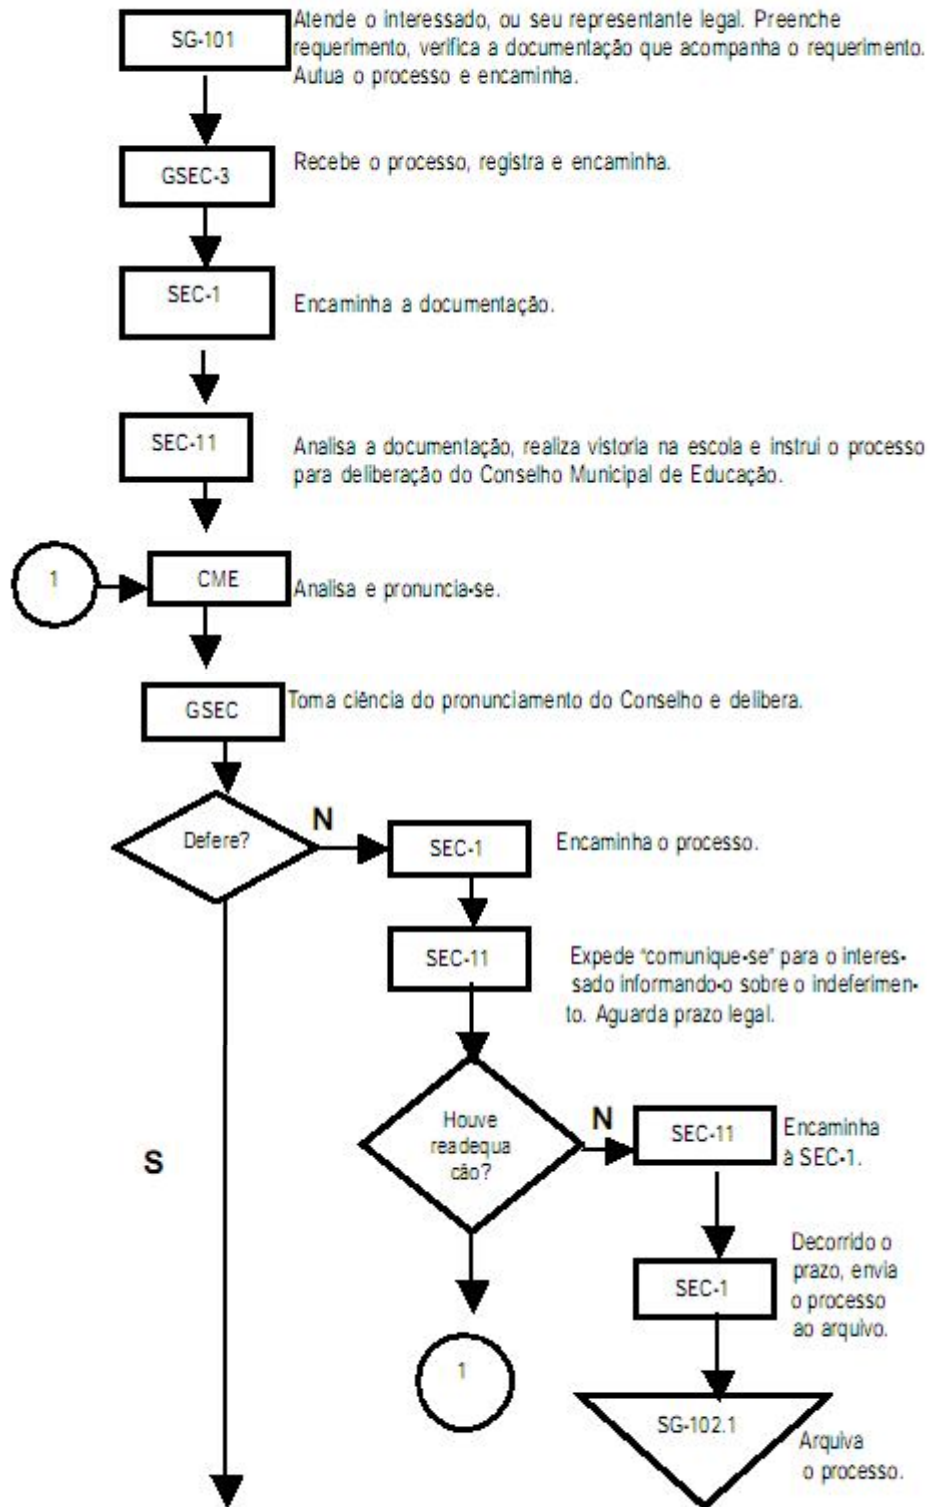 SG-101
Atende o interessado, ou seu representante legal. Preenche
requerimento, verifica a documentação que acompanha o requerimento.
Autua o processo e encaminha.
GSEC-3
Recebe o processo, registra e encaminha.
SEC-1
Encaminha a documentação.
SEC-11
Analisa a documentação, realiza vistoria na escola e instrui o processo
para deliberação do Conselho Municipal de Educação.
1
CME
Analisa e pronuncia-se.
GSEC
Toma ciência do pronunciamento do Conselho e delibera.
Defere?
N
SEC-1
Encaminha o processo.
SEC-11
Expede "comunique-se" para o interes-
sado informando-o sobre o indeferimen-
to. Aguarda prazo legal.
Houve
readequa
cão?
N
SEC-11
Encaminha
à SEC-1.
S
SEC-1
Decorrido o
prazo, envia
o processo
ao arquivo.
1
SG-102.1
Arquiva
o processo.